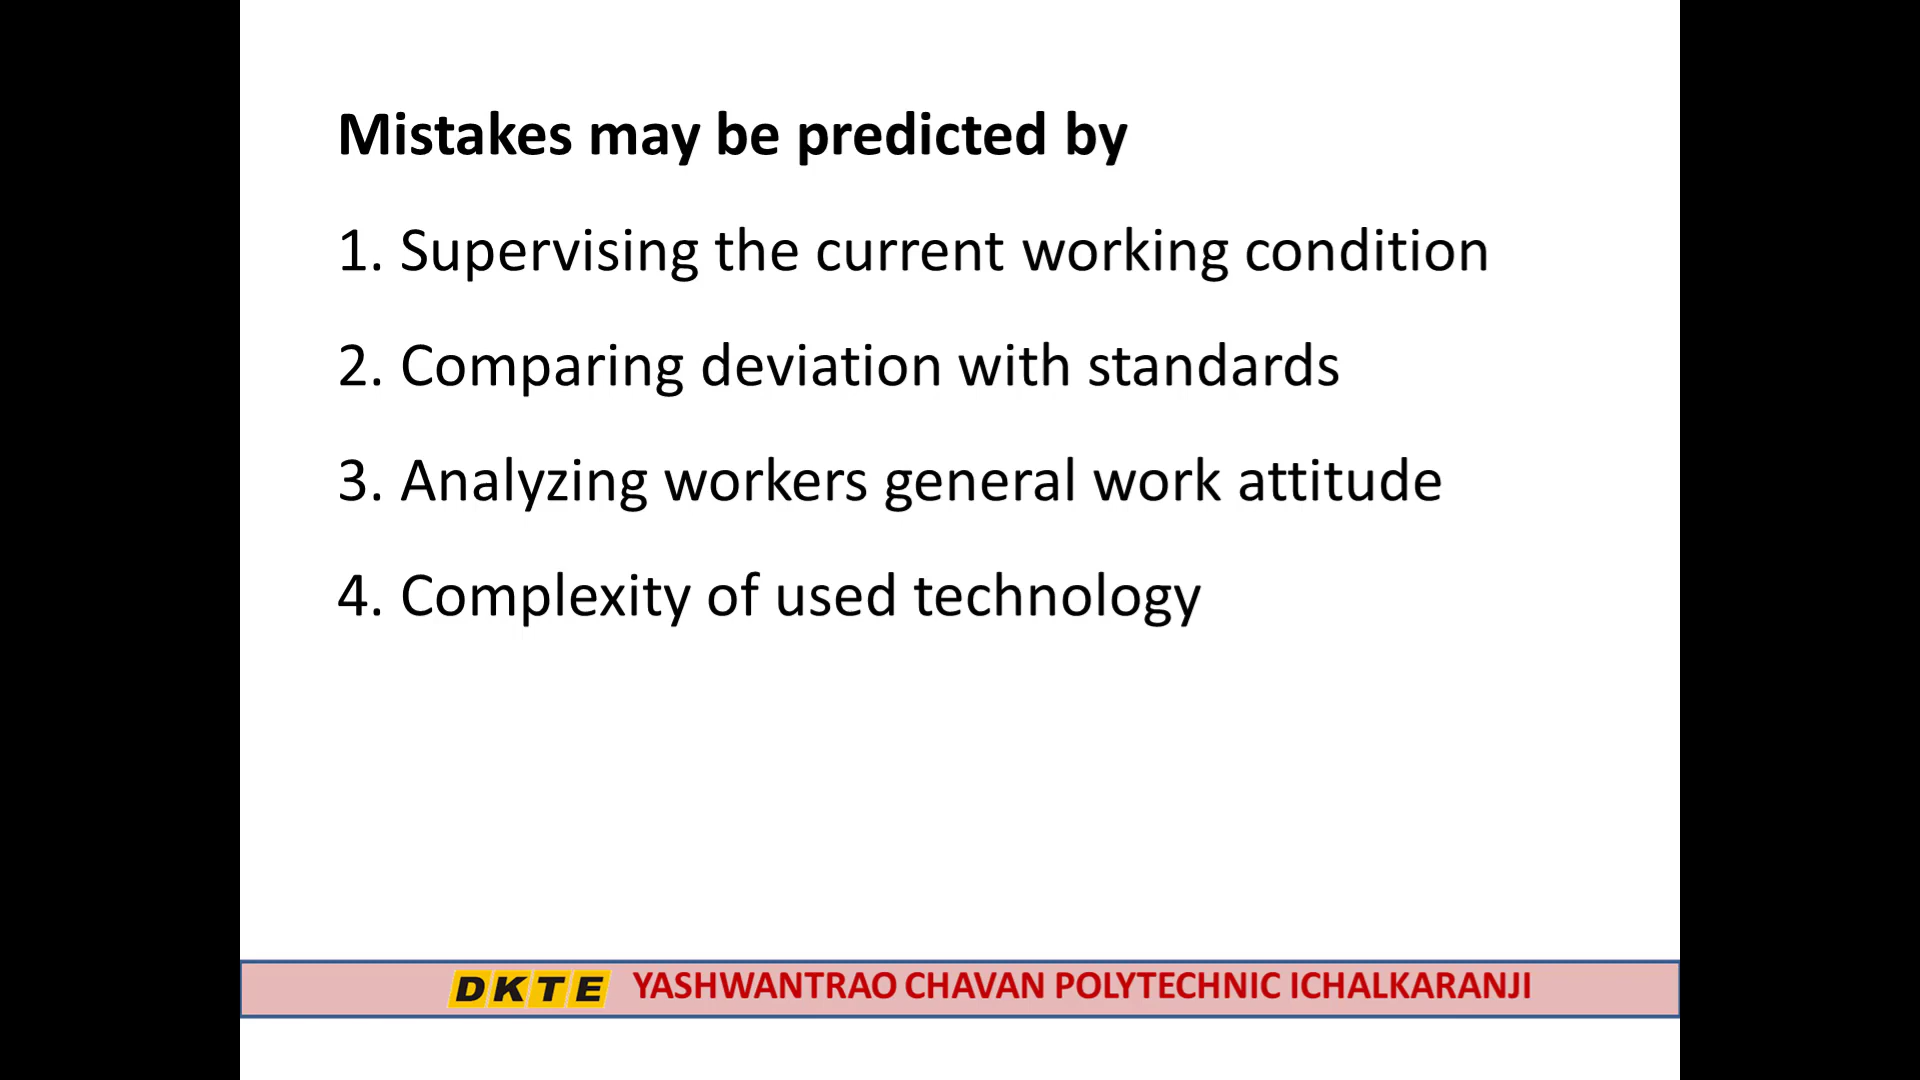 Mistakes may be predicted by
1. Supervising the current working condition
2. Comparing deviation with standards
3. Analyzing workers general work attitude
4. Complexity of used technology
DKTE YASHWANTRAO CHAVAN POLYTECHNIC ICHALKARANJI